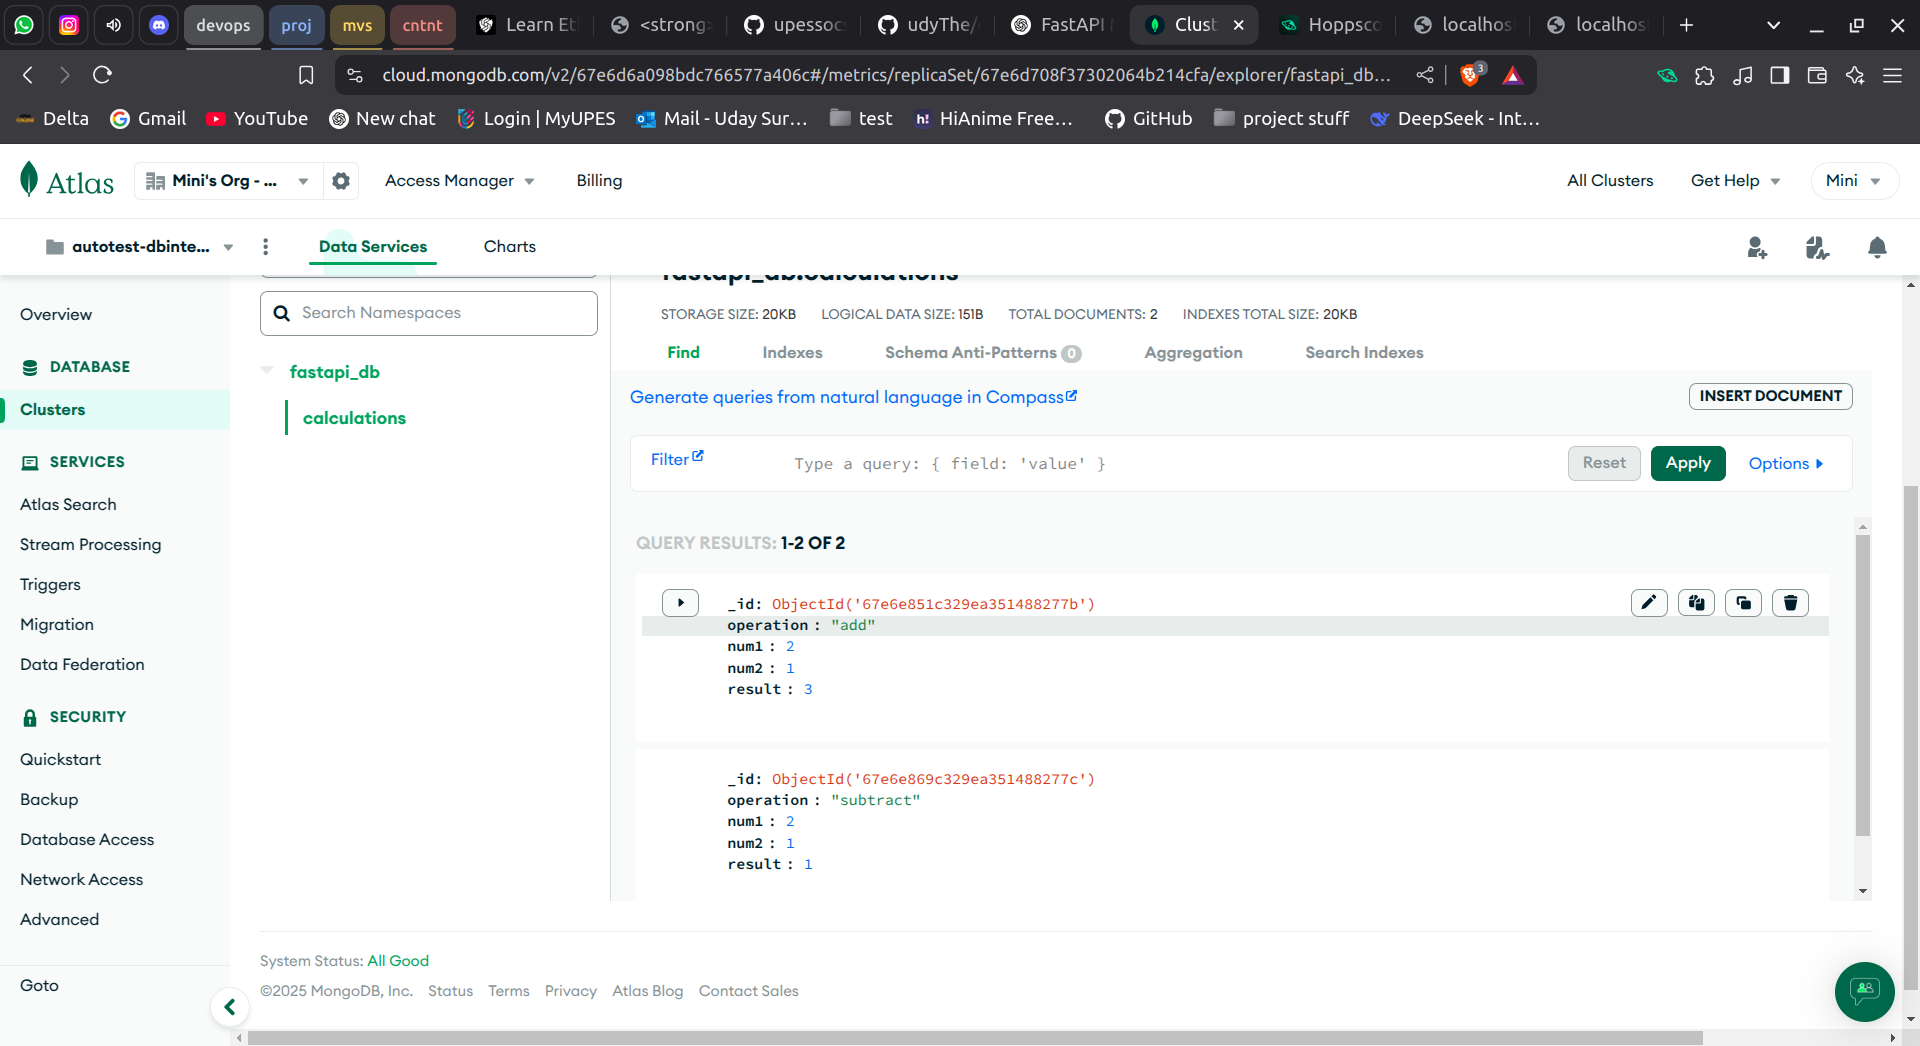 devops proj mvs cntnt Learn Et <strong> upessocs udyThe/ FastAPI Clust Hoppsco localhos localhos
cloud.mongodb.com/v2/67e6d6a098bdc766577a406c#/metrics/replicaSet/67e6d708f37302064b214cfa/explorer/fastapi_db... 3
Delta Gmail YouTube New chat Login | MyUPES Mail - Uday Sur... test h! HiAnime Free... GitHub project stuff DeepSeek - Int...
Atlas Mini's Org - ... Access Manager Billing All Clusters Get Help Mini
autotest-dbinte... Data Services Charts
fastapi_db.calculations
Overview
Search Namespaces
STORAGE SIZE: 20KB LOGICAL DATA SIZE: 151B TOTAL DOCUMENTS: 2 INDEXES TOTAL SIZE: 20KB
DATABASE
fastapi_db
Find Indexes Schema Anti-Patterns 0 Aggregation Search Indexes
Clusters
calculations
Generate queries from natural language in Compass
INSERT DOCUMENT
SERVICES
Filter Type a query: { field: 'value' } Reset Apply Options
Atlas Search
Stream Processing
Triggers
Migration
Data Federation
SECURITY
Quickstart
Backup
Database Access
Network Access
Advanced
Goto
QUERY RESULTS: 1-2 OF 2
_id: ObjectId('67e6e851c329ea351488277b')
operation : "add"
num1 : 2
num2 : 1
result : 3
_id: ObjectId('67e6e869c329ea351488277c')
operation : "subtract"
num1 : 2
num2 : 1
result : 1
System Status: All Good
©2025 MongoDB, Inc. Status Terms Privacy Atlas Blog Contact Sales